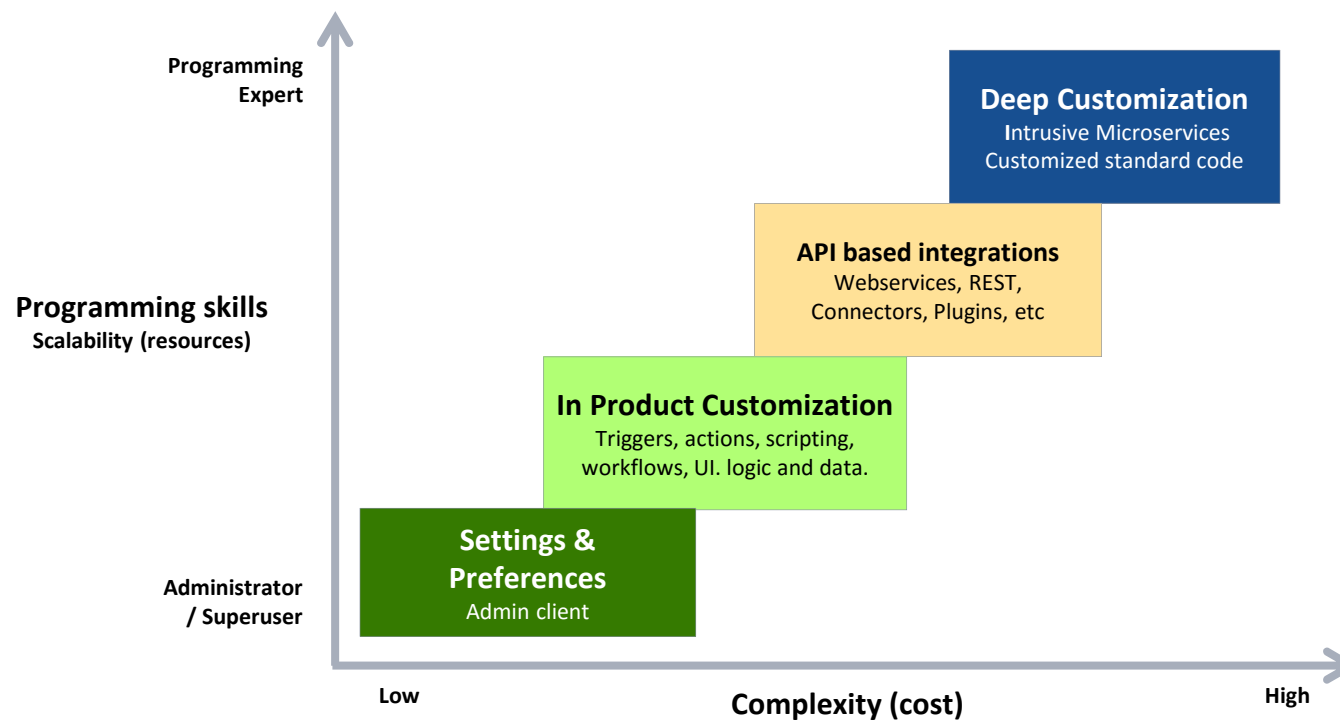 Programming
Expert
Deep Customization
Intrusive Microservices
Customized standard code
API based integrations
Webservices, REST,
Connectors, Plugins, etc
Programming skills
Scalability (resources)
In Product Customization
Triggers, actions, scripting,
workflows, UI. logic and data.
Settings &
Preferences
Admin client
Administrator
/ Superuser
Low
Complexity (cost)
High